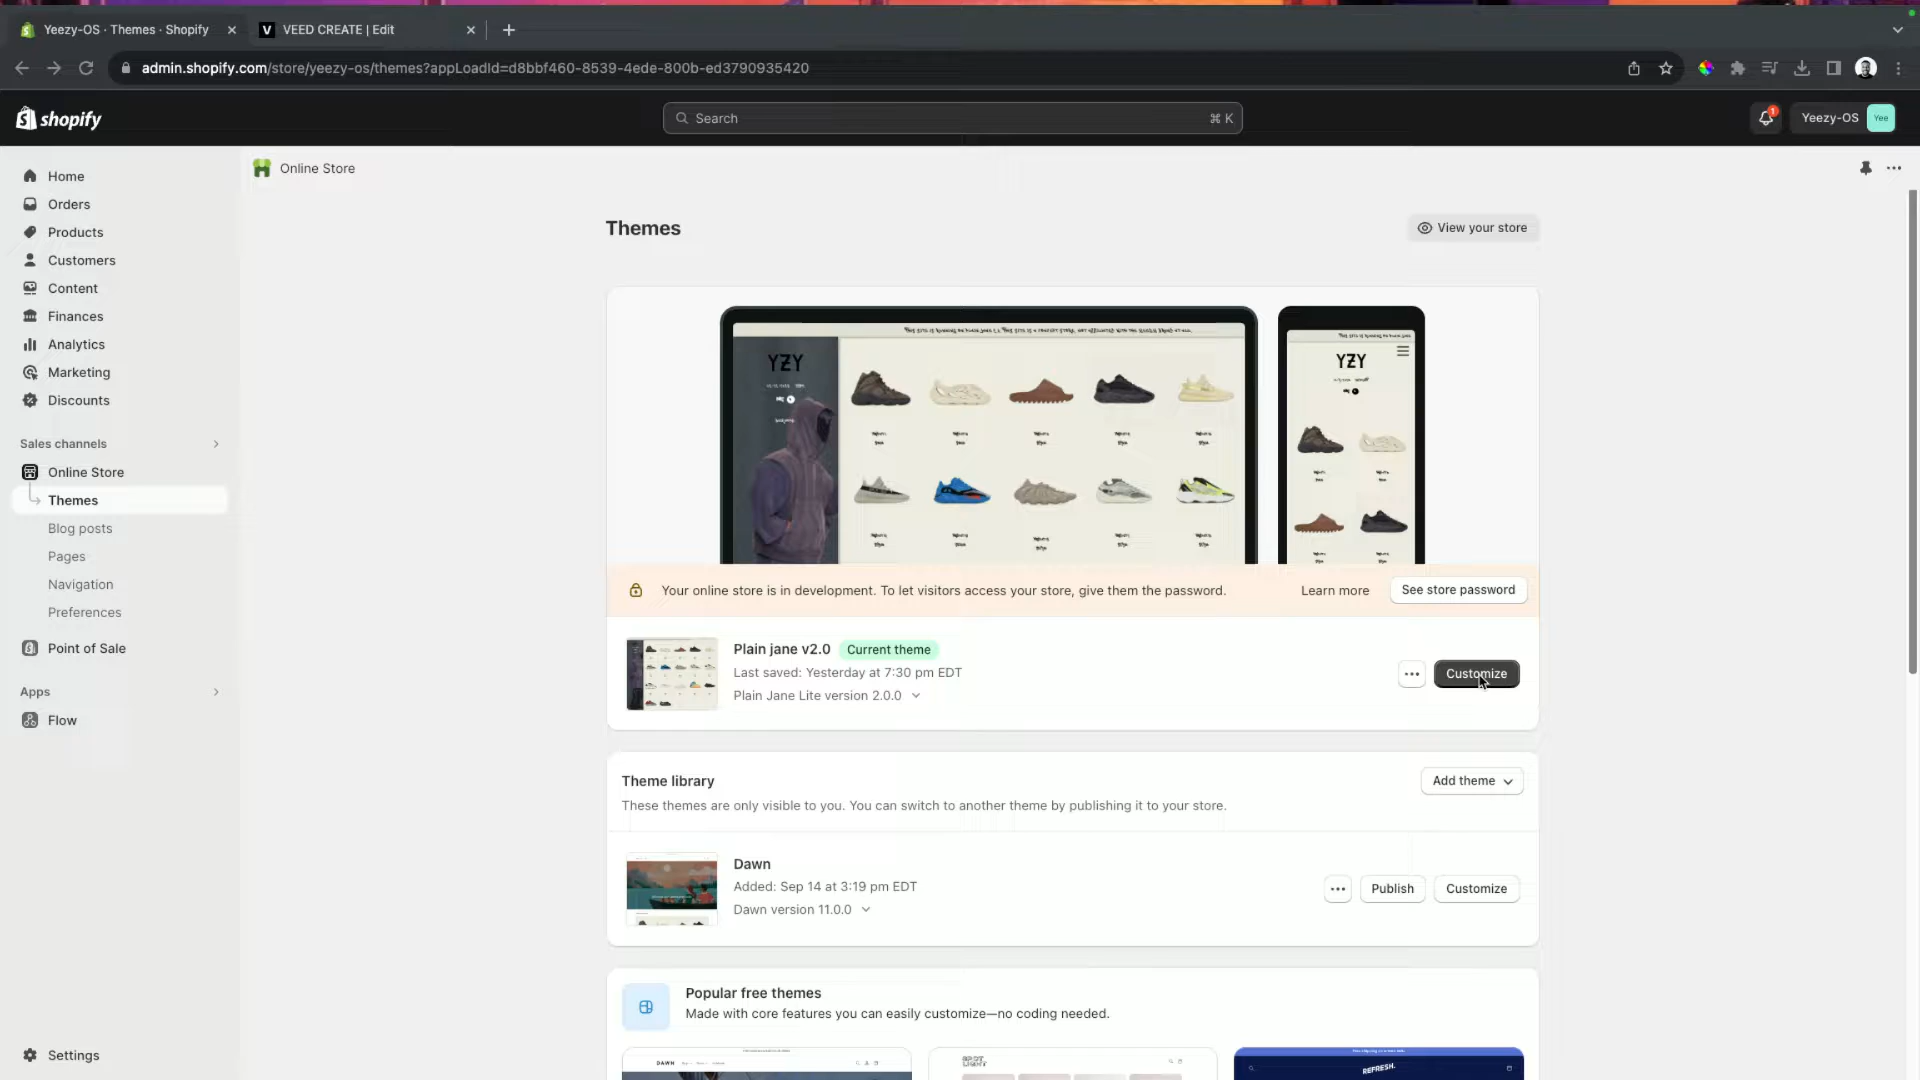 Yeezy-OS · Themes · Shopify
VEED CREATE | Edit
admin.shopify.com/store/yeezy-os/themes?appLoadId=d8bbf460-8539-4ede-800b-ed3790935420
shopify
Search
⌘ K
1
Yeezy-OS
Yee
Home
Orders
Products
Customers
Content
Finances
Analytics
Marketing
Discounts
Sales channels
Online Store
Themes
Blog posts
Pages
Navigation
Preferences
Point of Sale
Apps
Flow
Settings
Online Store
Themes
View your store
YZY
YZY
Your online store is in development. To let visitors access your store, give them the password.
Learn more
See store password
Plain jane v2.0
Current theme
Last saved: Yesterday at 7:30 pm EDT
Plain Jane Lite version 2.0.0
Customize
Theme library
Add theme
These themes are only visible to you. You can switch to another theme by publishing it to your store.
Dawn
Added: Sep 14 at 3:19 pm EDT
Dawn version 11.0.0
Publish
Customize
Popular free themes
Made with core features you can easily customize—no coding needed.
DAWN
REFRESH.